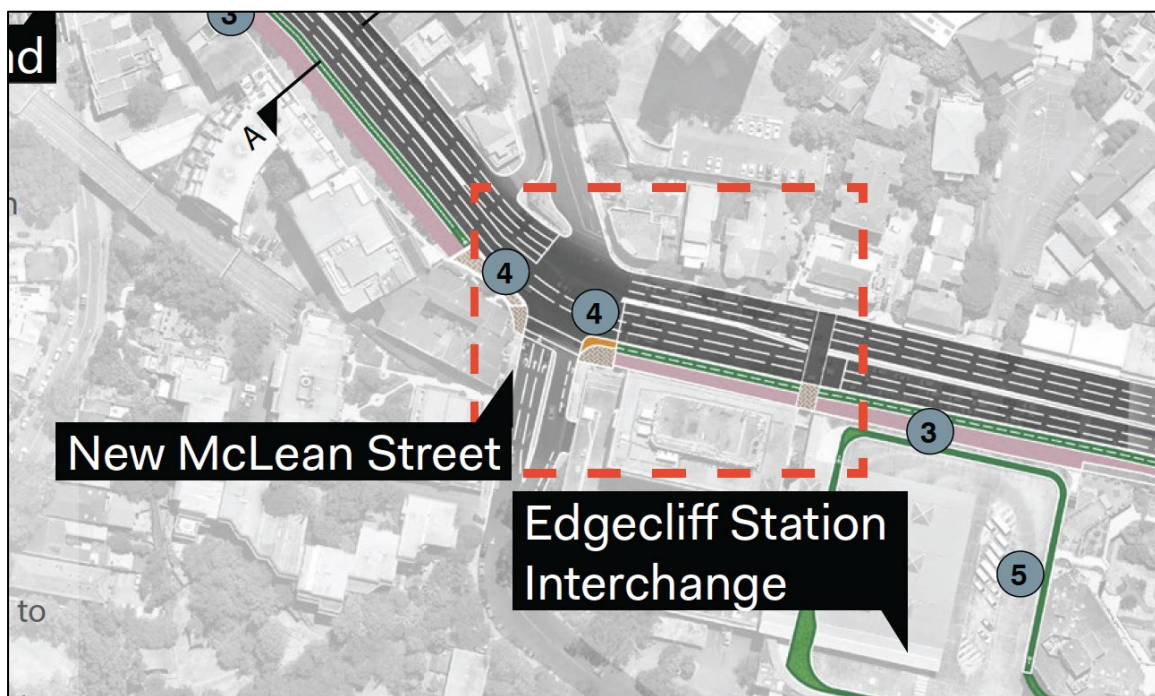 3
nd
A
n
4
4
New McLean Street
3
Edgecliff Station
Interchange
5
to